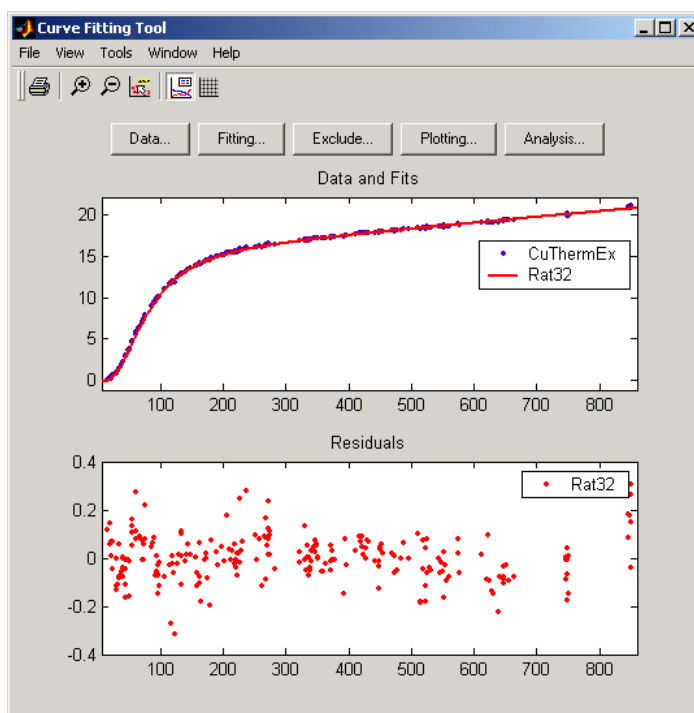 Curve Fitting Tool
File View Tools Window Help
Data... Fitting... Exclude... Plotting... Analysis...
Data and Fits
20
15
10
5
0
CuThermEx
Rat32
100 200 300 400 500 600 700 800
Residuals
0.4
0.2
0
-0.2
-0.4
Rat32
100 200 300 400 500 600 700 800